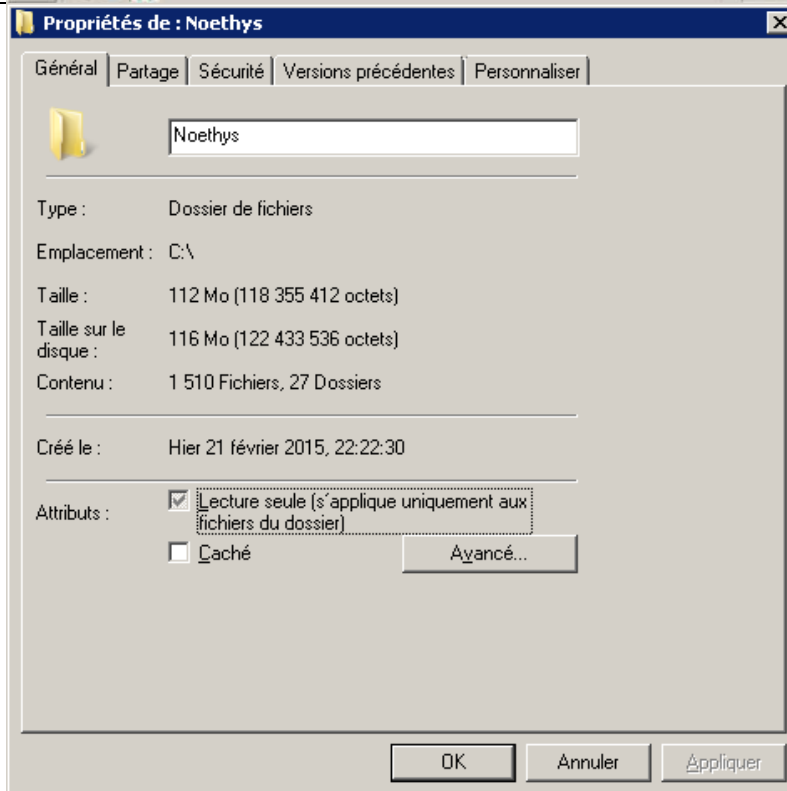 Propriétés de : Noethys
Général Partage Sécurité Versions précédentes Personnaliser
Noethys
Type : Dossier de fichiers
Emplacement : C:\
Taille : 112 Mo (118 355 412 octets)
Taille sur le
disque : 116 Mo (122 433 536 octets)
Contenu : 1 510 Fichiers, 27 Dossiers
Créé le : Hier 21 février 2015, 22:22:30
Attributs : Lecture seule (s'applique uniquement aux
fichiers du dossier)
Caché Avancé...
OK Annuler Appliquer